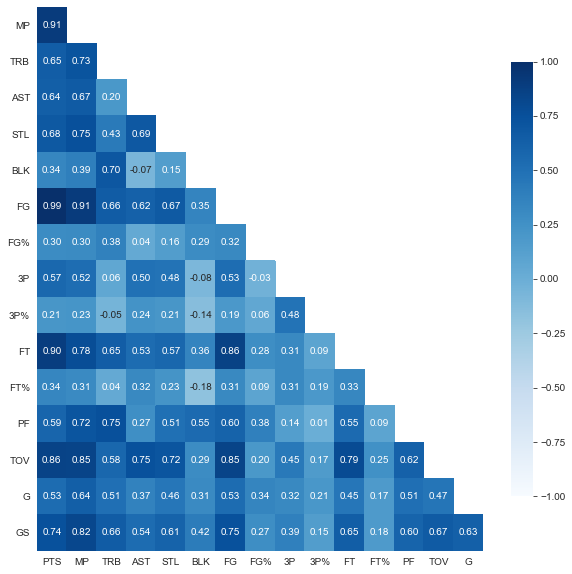 MP 0.91
TRB 0.65 0.73
1.00
AST 0.64 0.67 0.20
0.75
STL 0.68 0.75 0.43 0.69
BLK 0.34 0.39 0.70 -0.07 0.15
0.50
FG 0.99 0.91 0.66 0.62 0.67 0.35
0.25
FG% 0.30 0.30 0.38 0.04 0.16 0.29 0.32
3P 0.57 0.52 0.06 0.50 0.48 -0.08 0.53 -0.03
0.00
3P% 0.21 0.23 -0.05 0.24 0.21 -0.14 0.19 0.06 0.48
−0.25
FT 0.90 0.78 0.65 0.53 0.57 0.36 0.86 0.28 0.31 0.09
FT% 0.34 0.31 0.04 0.32 0.23 -0.18 0.31 0.09 0.31 0.19 0.33
−0.50
PF 0.59 0.72 0.75 0.27 0.51 0.55 0.60 0.38 0.14 0.01 0.55 0.09
−0.75
TOV 0.86 0.85 0.58 0.75 0.72 0.29 0.85 0.20 0.45 0.17 0.79 0.25 0.62
G 0.53 0.64 0.51 0.37 0.46 0.31 0.53 0.34 0.32 0.21 0.45 0.17 0.51 0.47
−1.00
GS 0.74 0.82 0.66 0.54 0.61 0.42 0.75 0.27 0.39 0.15 0.65 0.18 0.60 0.67 0.63
PTS MP TRB AST STL BLK FG FG% 3P 3P% FT FT% PF TOV G